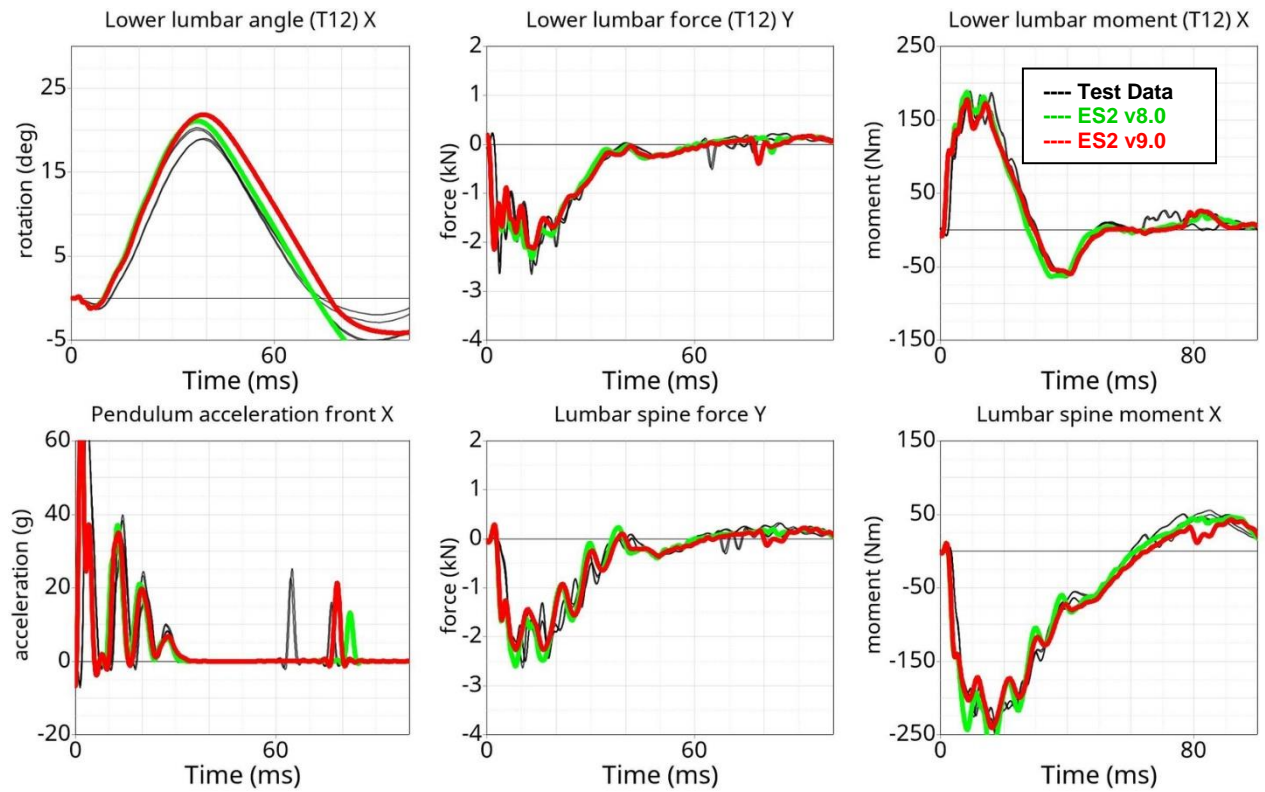 Lower lumbar angle (T12) X
rotation (deg)
25
15
5
-5
0
60
Time (ms)
Lower lumbar force (T12) Y
force (kN)
2
1
0
-1
-2
-3
-4
0
60
Time (ms)
Lower lumbar moment (T12) X
moment (Nm)
250
150
50
-50
-150
0
80
Time (ms)
---- Test Data
---- ES2 v8.0
---- ES2 v9.0
Pendulum acceleration front X
acceleration (g)
60
40
20
0
-20
0
60
Time (ms)
Lumbar spine force Y
force (kN)
2
1
0
-1
-2
-3
-4
0
60
Time (ms)
Lumbar spine moment X
moment (Nm)
150
50
-50
-150
-250
0
80
Time (ms)